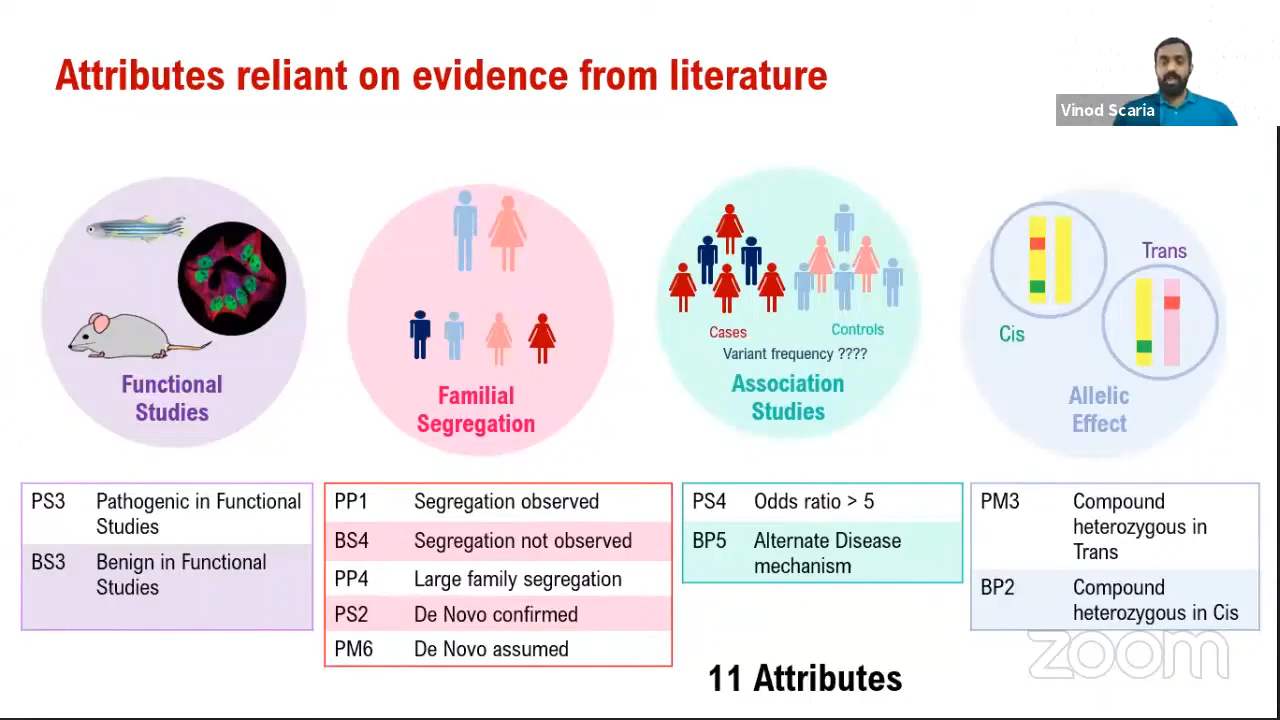 Attributes reliant on evidence from literature
Vinod Scaria
Functional
Studies
Familial
Segregation
Cases
Controls
Variant frequency ????
Association
Studies
Cis
Trans
Allelic
Effect
PS3 Pathogenic in Functional
Studies
BS3 Benign in Functional
Studies
PP1 Segregation observed
BS4 Segregation not observed
PP4 Large family segregation
PS2 De Novo confirmed
PM6 De Novo assumed
PS4 Odds ratio > 5
BP5 Alternate Disease
mechanism
PM3 Compound
heterozygous in
Trans
BP2 Compound
heterozygous in Cis
11 Attributes
zoom